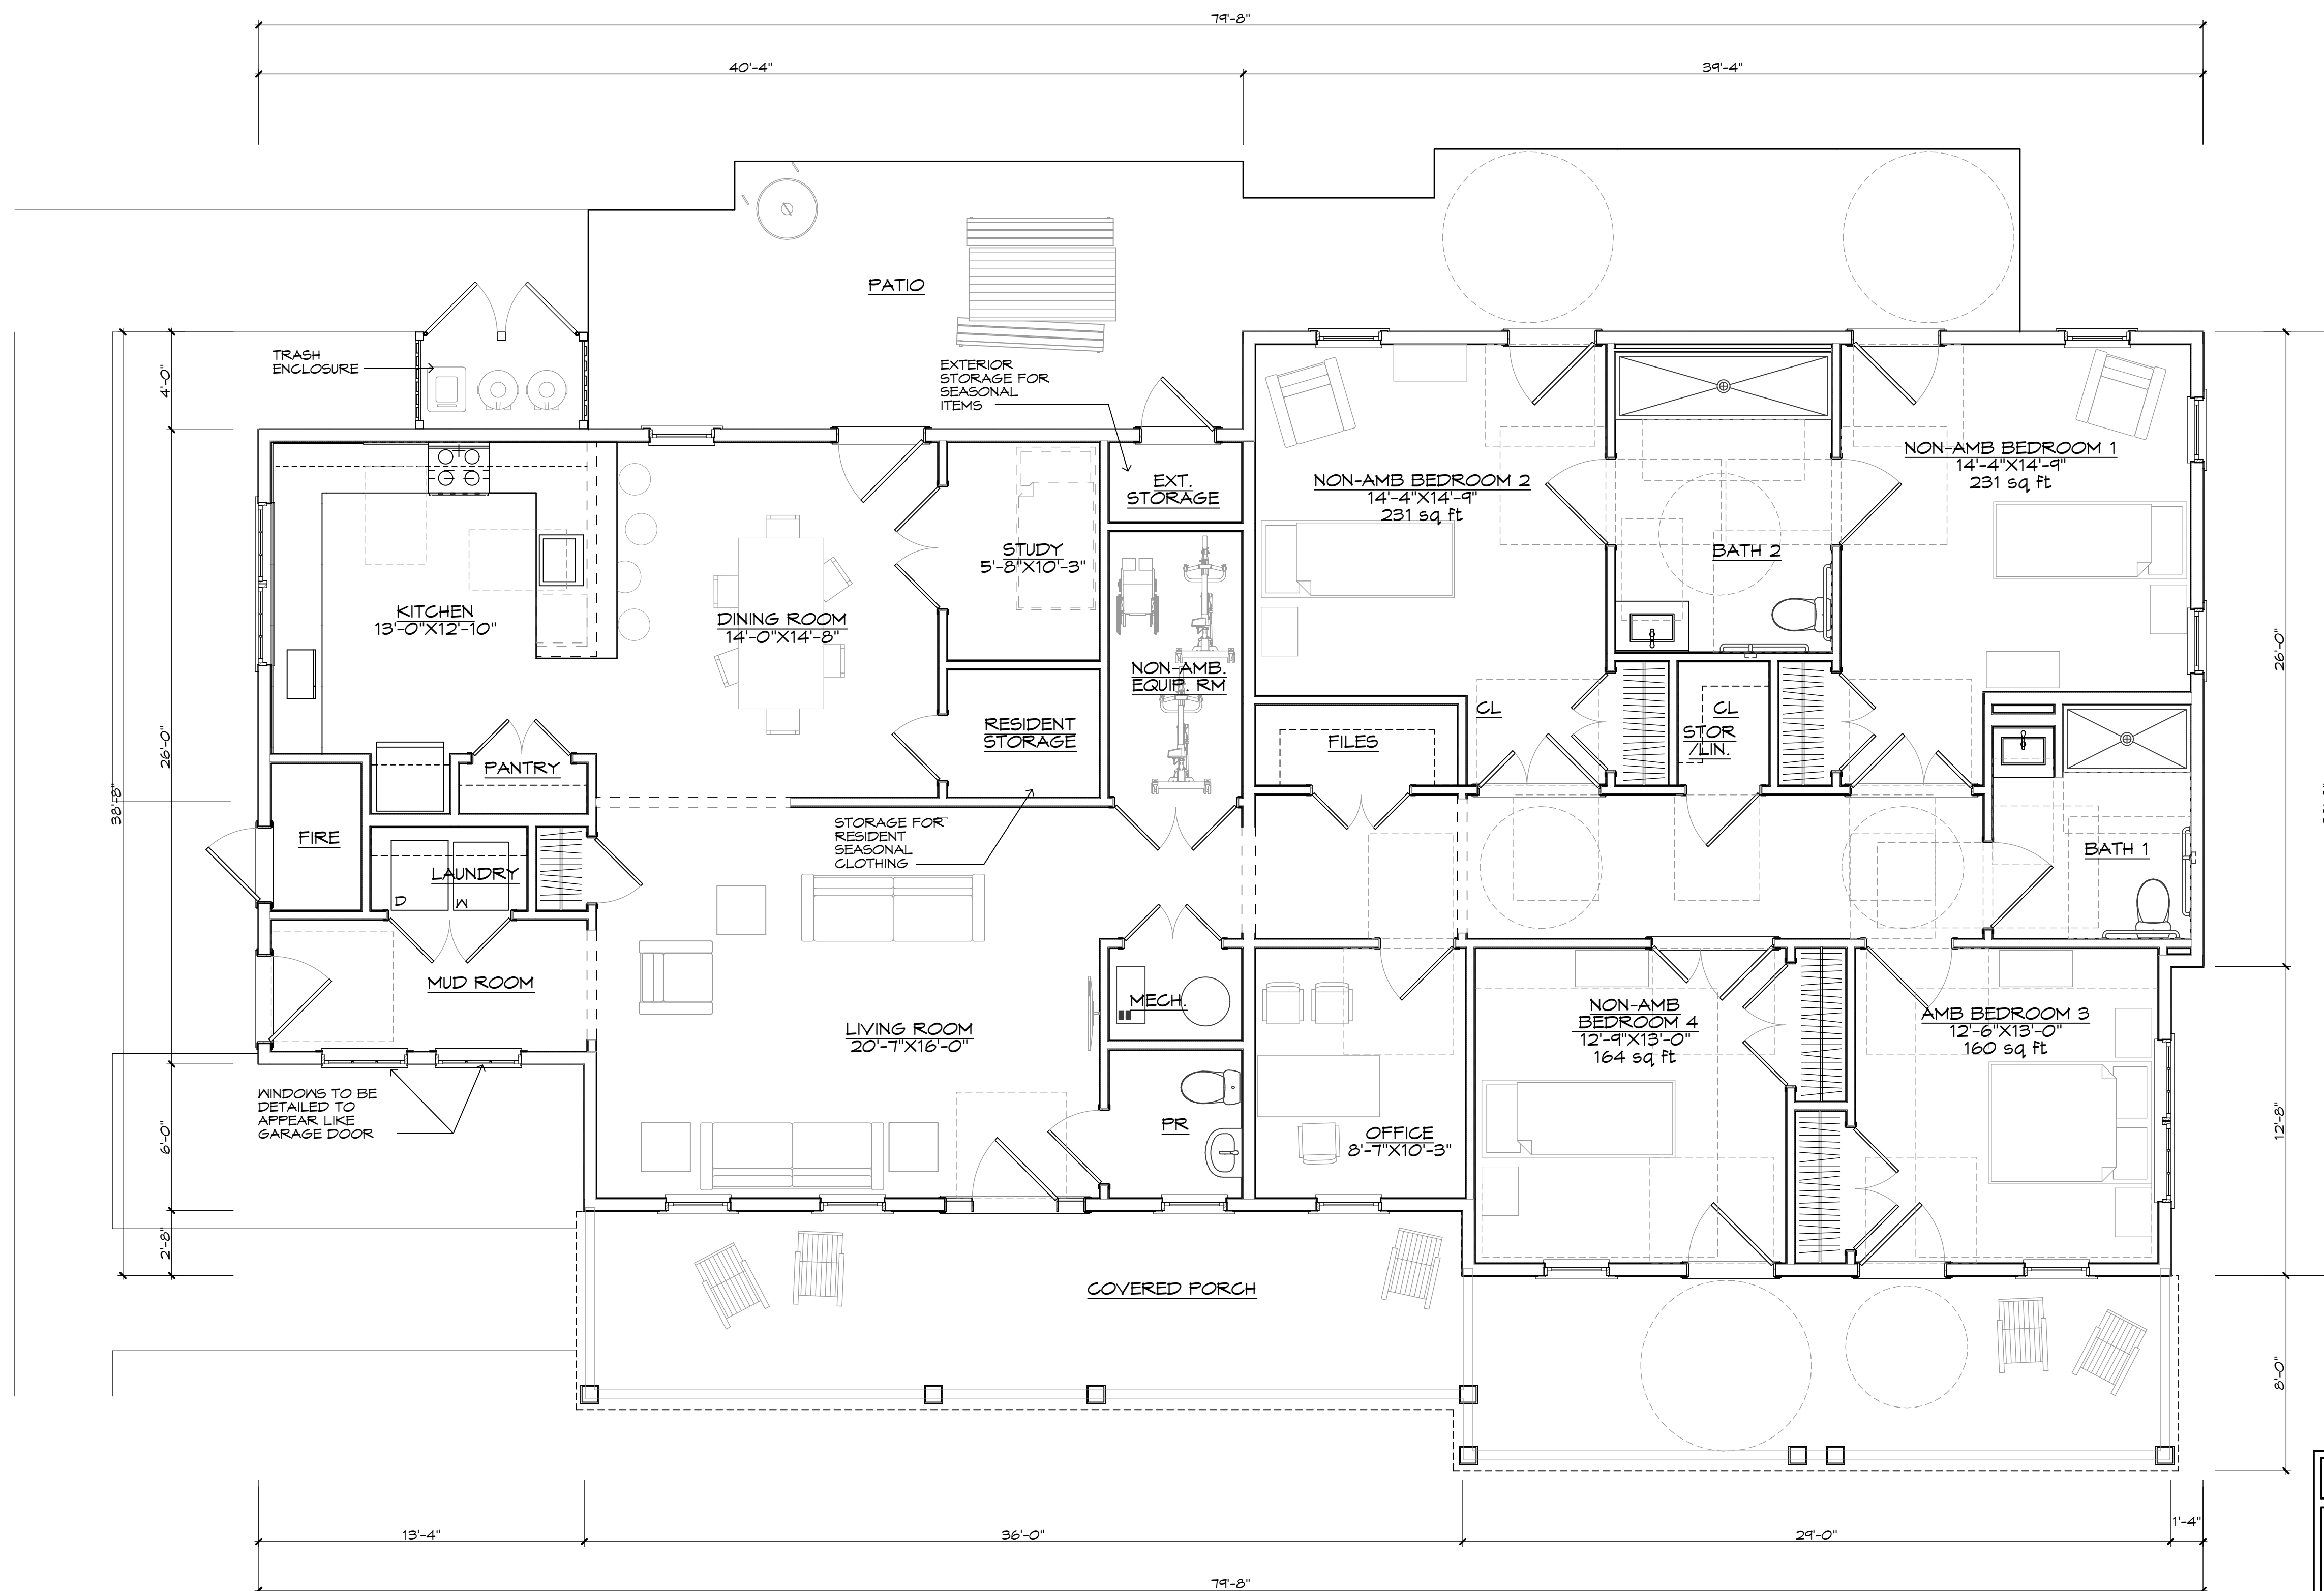 79'-8"
40'-4"
39'-4"
PATIO
TRASH
ENCLOSURE
EXTERIOR
STORAGE FOR
SEASONAL
ITEMS
4'-0"
EXT.
STORAGE
NON-AMB BEDROOM 2
14'-4"X14'-9"
231 sq ft
NON-AMB BEDROOM 1
14'-4"X14'-9"
231 sq ft
STUDY
5'-8"X10'-3"
BATH 2
KITCHEN
13'-0"X12'-10"
DINING ROOM
14'-0"X14'-8"
NON-AMB.
EQUIP. RM
26'-0"
RESIDENT
STORAGE
CL
CL
STOR
/LIN.
FILES
26'-0"
38'-8"
PANTRY
FIRE
STORAGE FOR
RESIDENT
SEASONAL
CLOTHING
LAUNDRY
D
W
BATH 1
MUD ROOM
MECH.
LIVING ROOM
20'-7"X16'-0"
NON-AMB
BEDROOM 4
12'-9"X13'-0"
164 sq ft
AMB BEDROOM 3
12'-6"X13'-0"
160 sq ft
WINDOWS TO BE
DETAILED TO
APPEAR LIKE
GARAGE DOOR
6'-0"
PR
OFFICE
8'-7"X10'-3"
12'-8"
2'-8"
COVERED PORCH
8'-0"
13'-4"
36'-0"
29'-0"
1'-4"
79'-8"